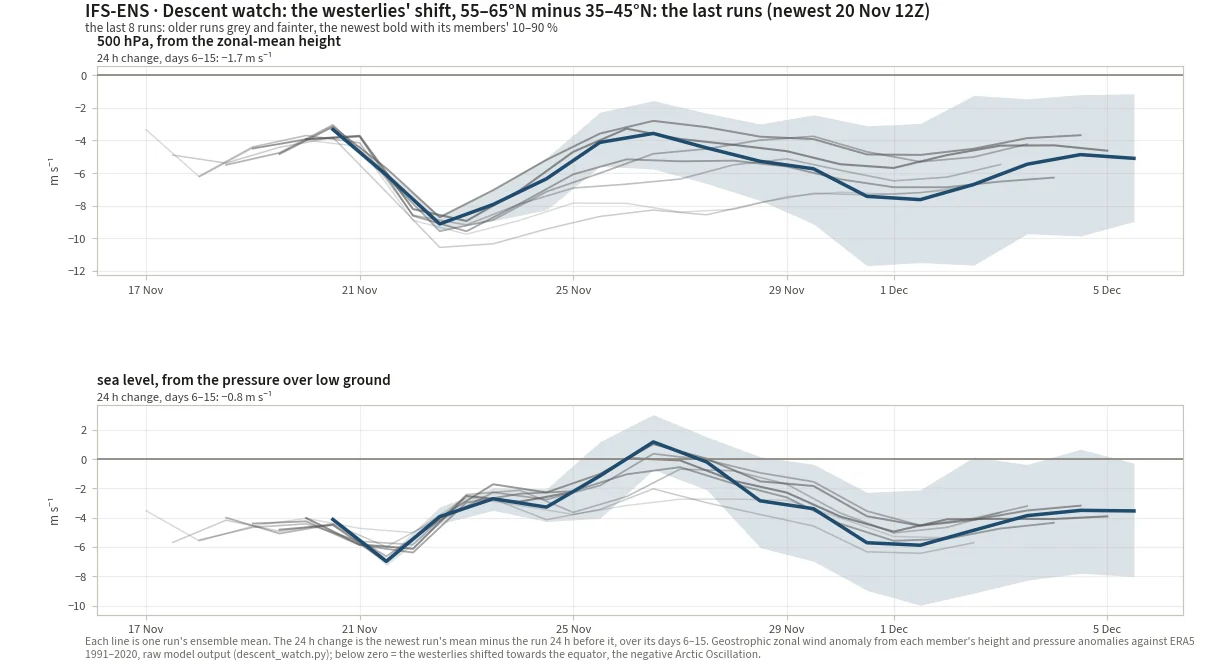 IFS-ENS · Descent watch: the westerlies' shift, 55–65°N minus 35–45°N: the last runs (newest 20 Nov 12Z)
the last 8 runs: older runs grey and fainter, the newest bold with its members' 10–90 %
500 hPa, from the zonal-mean height
24 h change, days 6–15: −1.7 m s⁻¹
0
−2
−4
−6
−8
−10
−12
m s⁻¹
17 Nov
21 Nov
25 Nov
29 Nov
1 Dec
5 Dec
sea level, from the pressure over low ground
24 h change, days 6–15: −0.8 m s⁻¹
2
0
−2
−4
−6
−8
−10
m s⁻¹
17 Nov
21 Nov
25 Nov
29 Nov
1 Dec
5 Dec
Each line is one run's ensemble mean. The 24 h change is the newest run's mean minus the run 24 h before it, over its days 6–15. Geostrophic zonal wind anomaly from each member's height and pressure anomalies against ERA5
1991–2020, raw model output (descent_watch.py); below zero = the westerlies shifted towards the equator, the negative Arctic Oscillation.